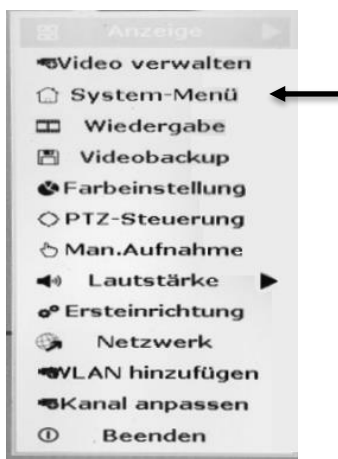 Anzeige
Video verwalten
System-Menü
Wiedergabe
Videobackup
Farbeinstellung
PTZ-Steuerung
Man.Aufnahme
Lautstärke
Ersteinrichtung
Netzwerk
WLAN hinzufügen
Kanal anpassen
Beenden